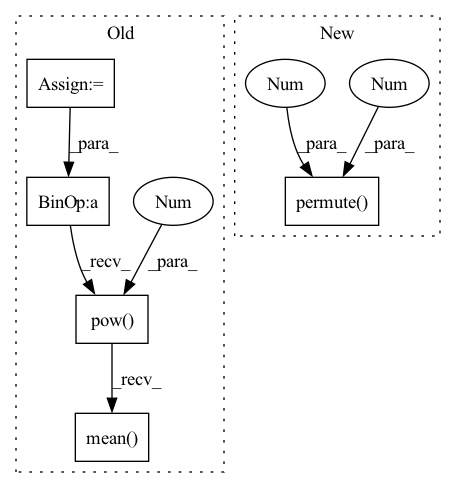 Old
New
Assign:=
Num
Num
_para_
_para_
_para_
BinOp:a
Num
permute()
_recv_
_para_
pow()
_recv_
mean()